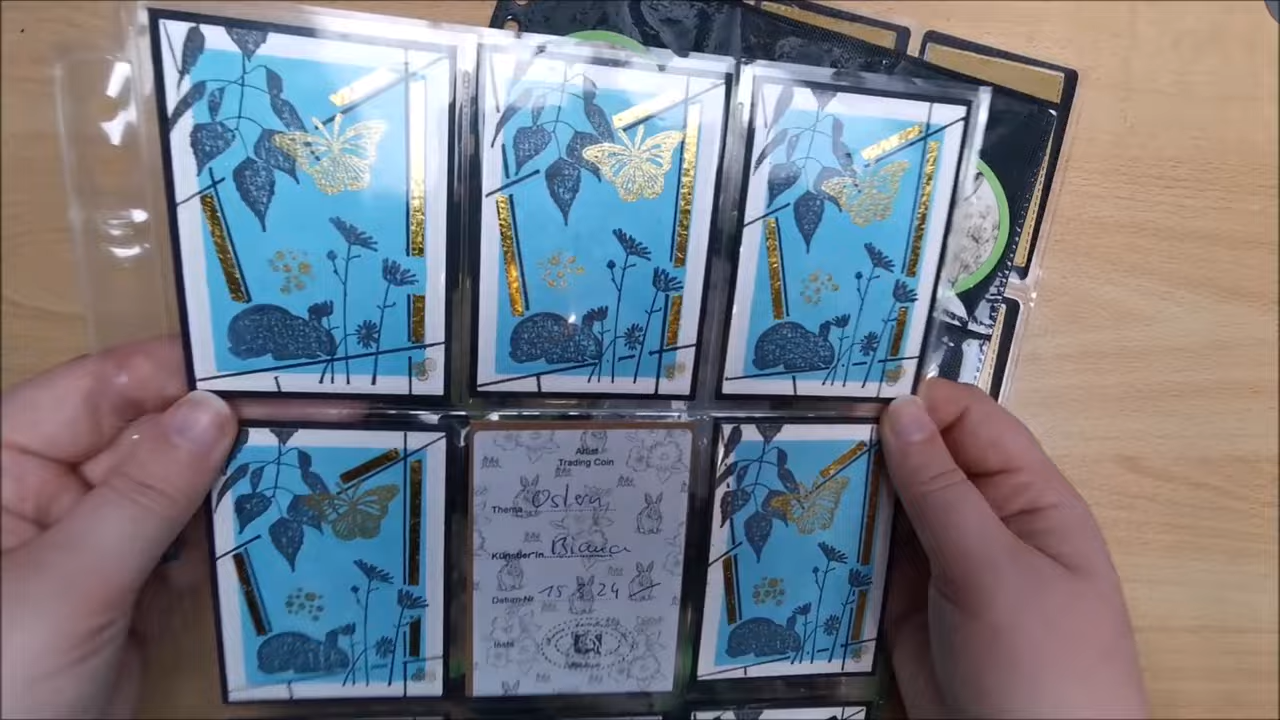 Artist
Trading Coin
Thema Ostern
Künstler*in Bianca
Datum-Nr 15 24
Insta